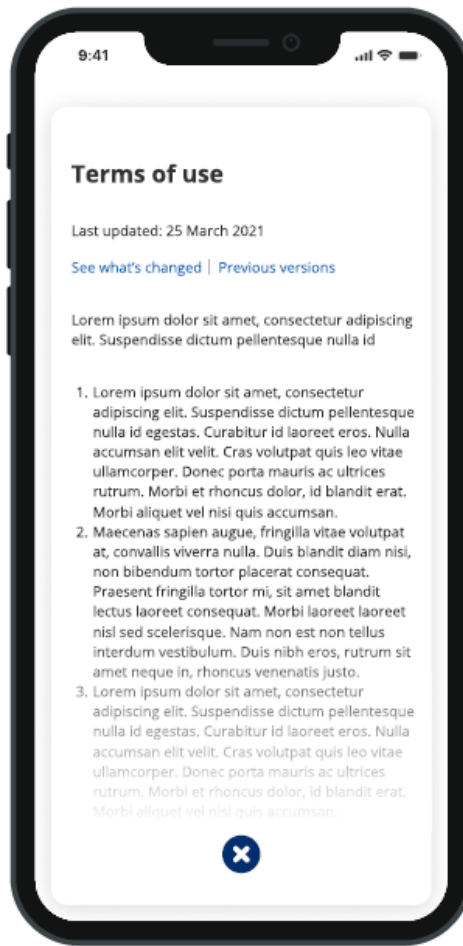 9:41
Terms of use
Last updated: 25 March 2021
See what's changed | Previous versions
Lorem ipsum dolor sit amet, consectetur adipiscing
elit. Suspendisse dictum pellentesque nulla id
1. Lorem ipsum dolor sit amet, consectetur
adipiscing elit. Suspendisse dictum pellentesque
nulla id egestas. Curabitur id laoreet eros. Nulla
accumsan elit velit. Cras volutpat quis leo vitae
ullamcorper. Donec porta mauris ac ultrices
rutrum. Morbi et rhoncus dolor, id blandit erat.
Morbi aliquet vel nisi quis accumsan.
2. Maecenas sapien augue, fringilla vitae volutpat
at, convallis viverra nulla. Duis blandit diam nisi,
non bibendum tortor placerat consequat.
Praesent fringilla tortor mi, sit amet blandit
lectus laoreet consequat. Morbi laoreet laoreet
nisl sed scelerisque. Nam non est non tellus
interdum vestibulum. Duis nibh eros, rutrum sit
amet neque in, rhoncus venenatis justo.
3. Lorem ipsum dolor sit amet, consectetur
adipiscing elit. Suspendisse dictum pellentesque
nulla id egestas. Curabitur id laoreet eros. Nulla
accumsan elit velit. Cras volutpat quis leo vitae
ullamcorper. Donec porta mauris ac ultrices
rutrum. Morbi et rhoncus dolor, id blandit erat.
Morbi aliquet vel nisi quis accumsan.